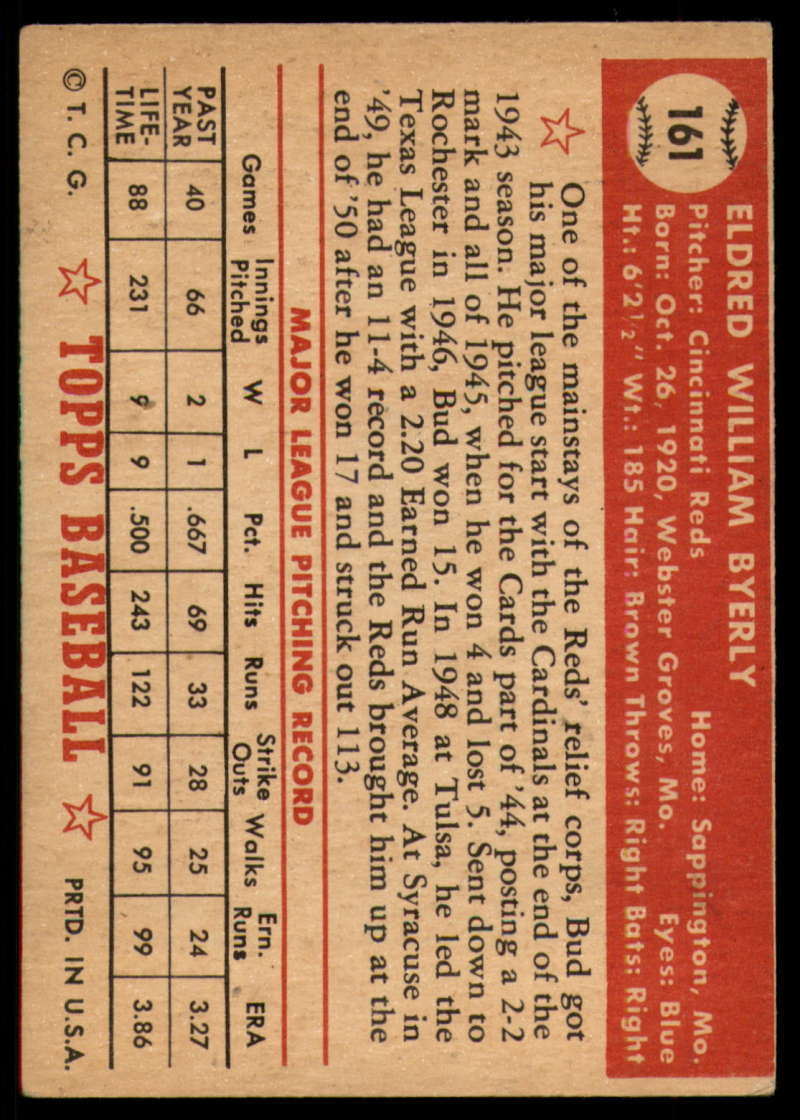 161
ELDRED WILLIAM BYERLY
Pitcher: Cincinnati Reds Home: Sappington, Mo.
Born: Oct. 26, 1920, Webster Groves, Mo. Eyes: Blue
Ht.: 6'2½" Wt.: 185 Hair: Brown Throws: Right Bats: Right
One of the mainstays of the Reds' relief corps, Bud got
his major league start with the Cardinals at the end of the
1943 season. He pitched for the Cards part of '44, posting a 2-2
mark and all of 1945, when he won 4 and lost 5. Sent down to
Rochester in 1946, Bud won 15. In 1948 at Tulsa, he led the
Texas League with a 2.20 Earned Run Average. At Syracuse in
'49, he had an 11-4 record and the Reds brought him up at the
end of '50 after he won 17 and struck out 113.
MAJOR LEAGUE PITCHING RECORD
Games Innings Pitched W L Pct. Hits Runs Strike Outs Walks Ern. Runs ERA
PAST YEAR 40 66 2 1 .667 69 33 28 25 24 3.27
LIFE-TIME 88 231 9 9 .500 243 122 91 95 99 3.86
© T. C. G. TOPPS BASEBALL PRTD. IN U.S.A.